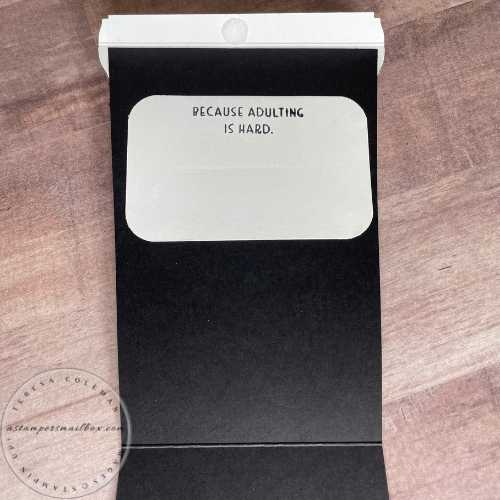 BECAUSE ADULTING
IS HARD.
TERESA COLEMAN
astampersmailbox.com